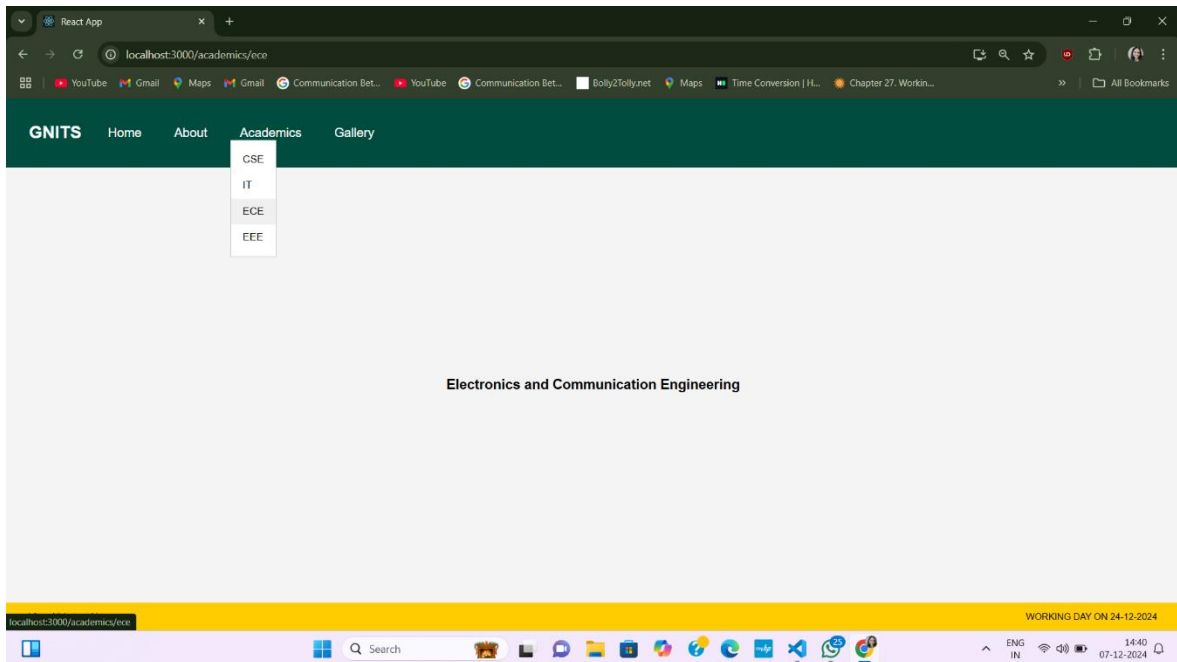 React App
localhost:3000/academics/ece
YouTube Gmail Maps Gmail Communication Bet... YouTube Communication Bet... Bolly2Tolly.net Maps Time Conversion | H... Chapter 27. Workin... » All Bookmarks
GNITS Home About Academics Gallery
CSE
IT
ECE
EEE
Electronics and Communication Engineering
WORKING DAY ON 24-12-2024
localhost:3000/academics/ece
Search
25
ENG
IN
14:40
07-12-2024